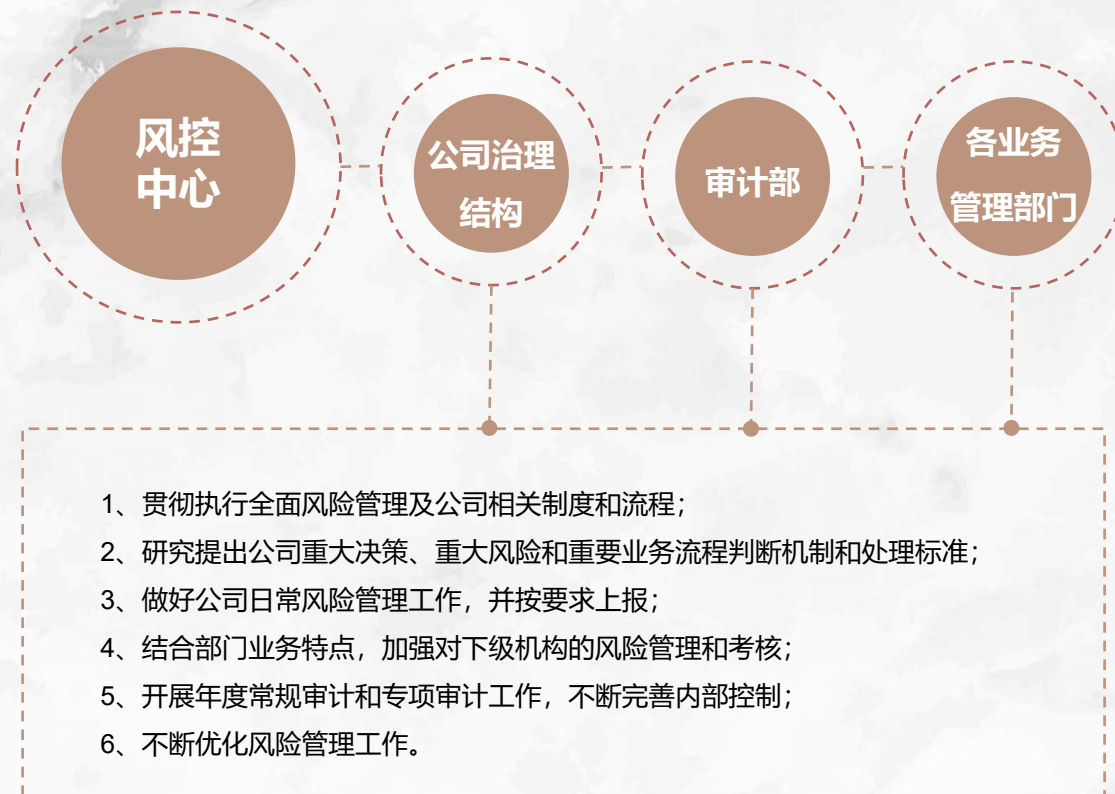 风控
中心
公司治理
结构
审计部
各业务
管理部门
1、贯彻执行全面风险管理及公司相关制度和流程；
2、研究提出公司重大决策、重大风险和重要业务流程判断机制和处理标准；
3、做好公司日常风险管理工作，并按要求上报；
4、结合部门业务特点，加强对下级机构的风险管理和考核；
5、开展年度常规审计和专项审计工作，不断完善内部控制；
6、不断优化风险管理工作。